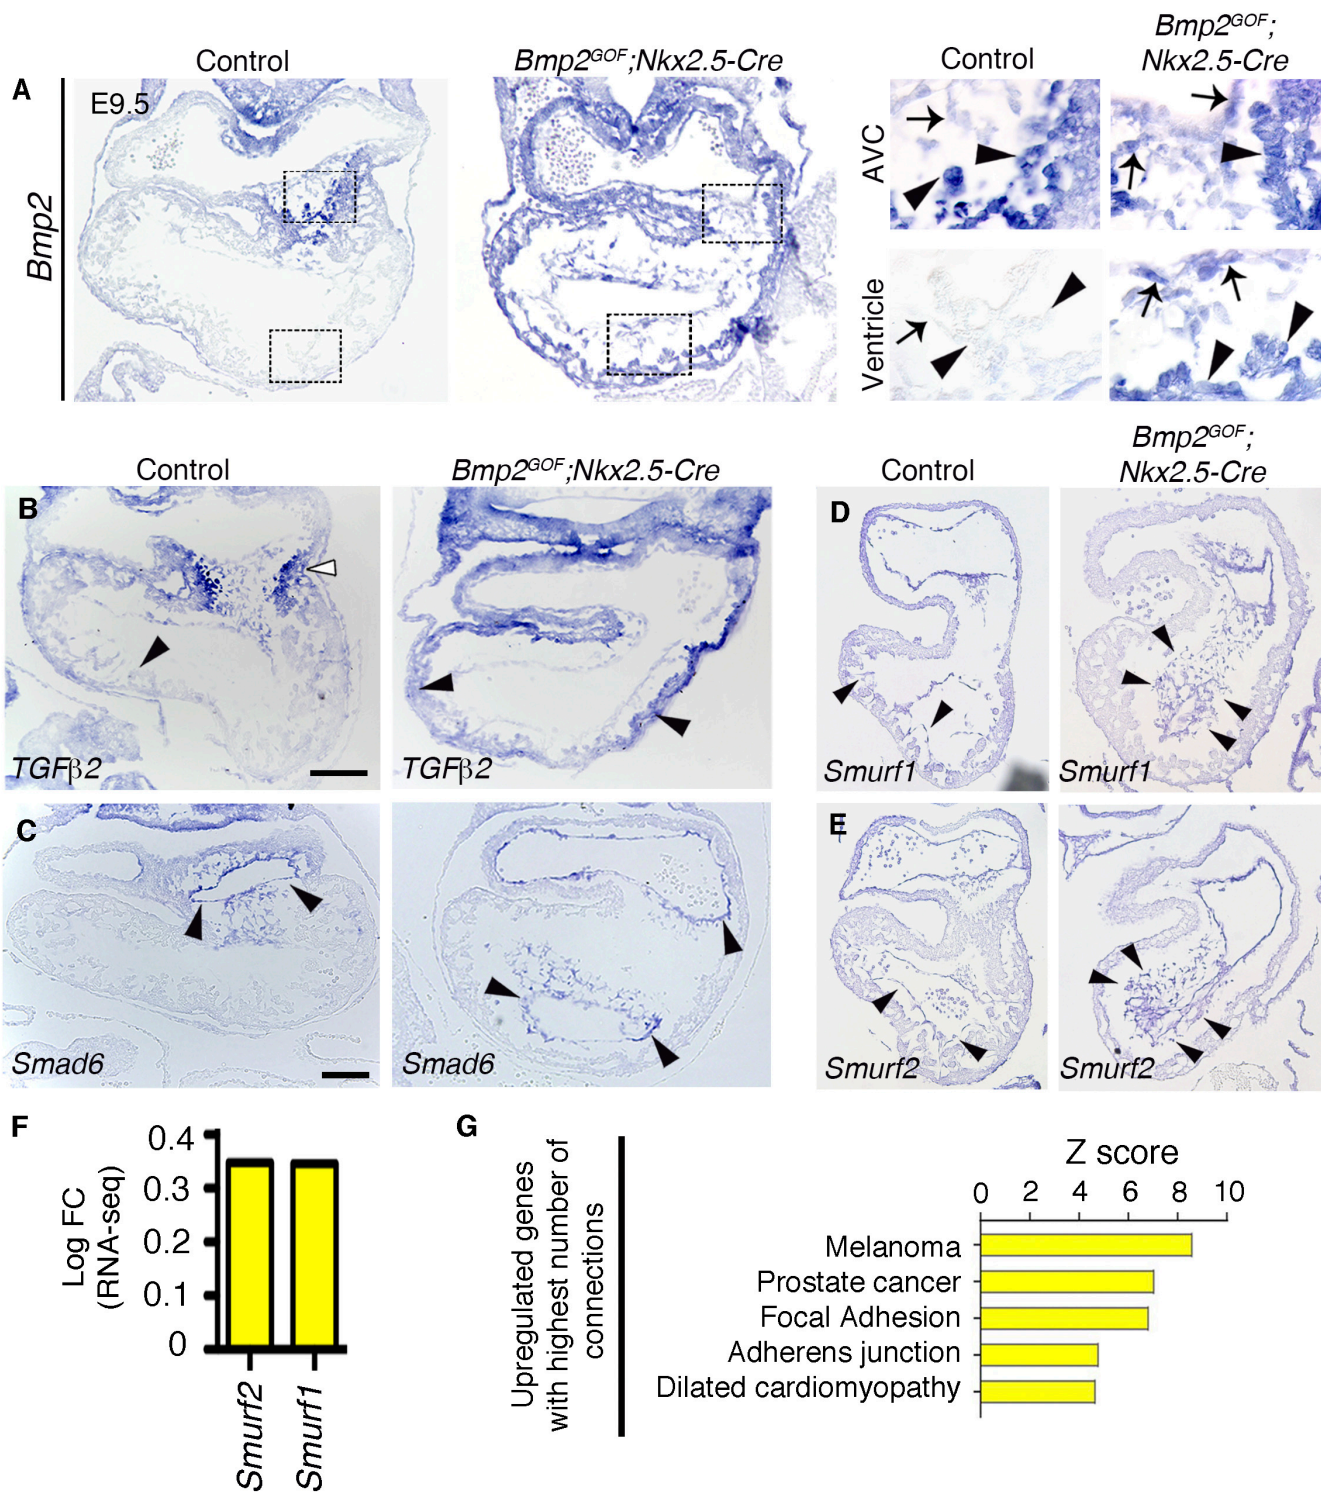 Control
Bmp2GOF;Nkx2.5-Cre
Control
Bmp2GOF;
Nkx2.5-Cre
A
E9.5
Bmp2
AVC
Ventricle
Control
Bmp2GOF;Nkx2.5-Cre
Control
Bmp2GOF;
Nkx2.5-Cre
B
TGFβ2
TGFβ2
D
Smurf1
Smurf1
C
Smad6
Smad6
E
Smurf2
Smurf2
F
Log FC
(RNA-seq)
0.4
0.3
0.2
0.1
0
Smurf2
Smurf1
G
Upregulated genes
with highest number of
connections
Z score
0 2 4 6 8 10
Melanoma
Prostate cancer
Focal Adhesion
Adherens junction
Dilated cardiomyopathy